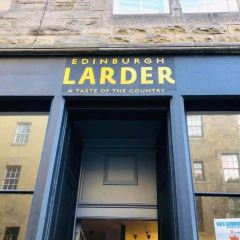 EDINBURGH
LARDER
A TASTE OF THE COUNTRY